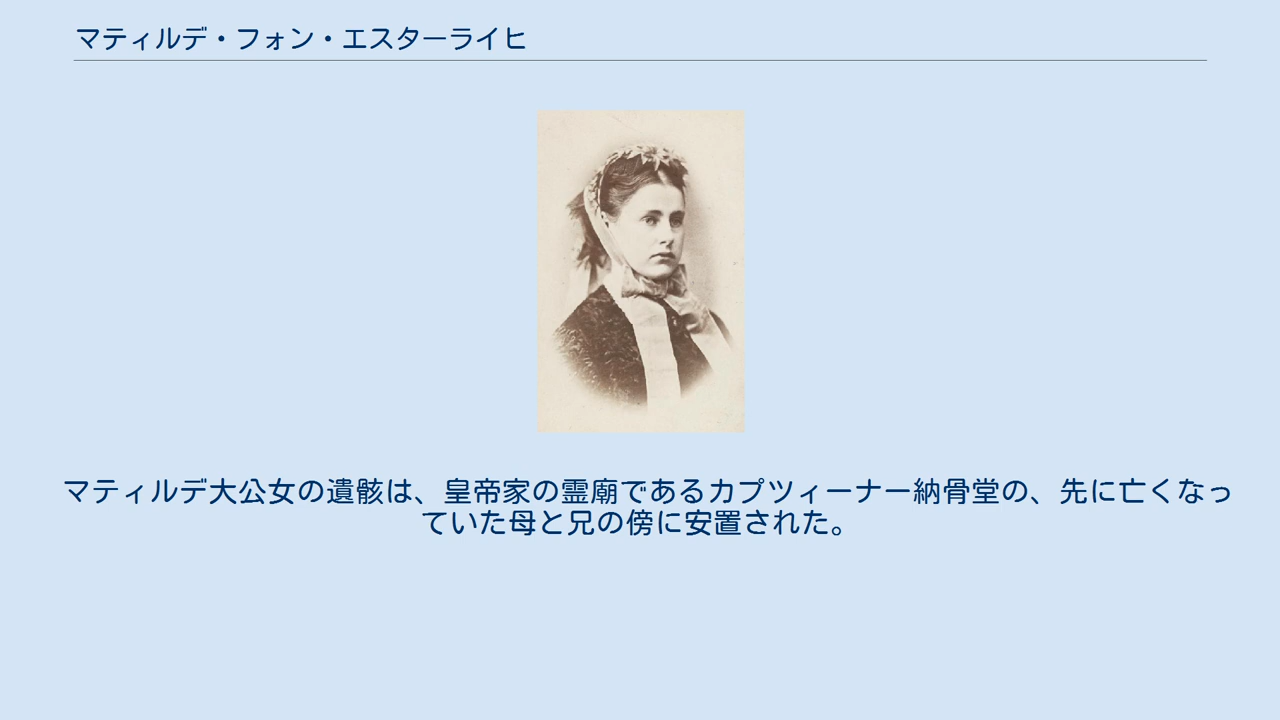 マティルデ・フォン・エスターライヒ
マティルデ大公女の遺骸は、皇帝家の霊廟であるカプツィーナー納骨堂の、先に亡くなっ
ていた母と兄の傍に安置された。